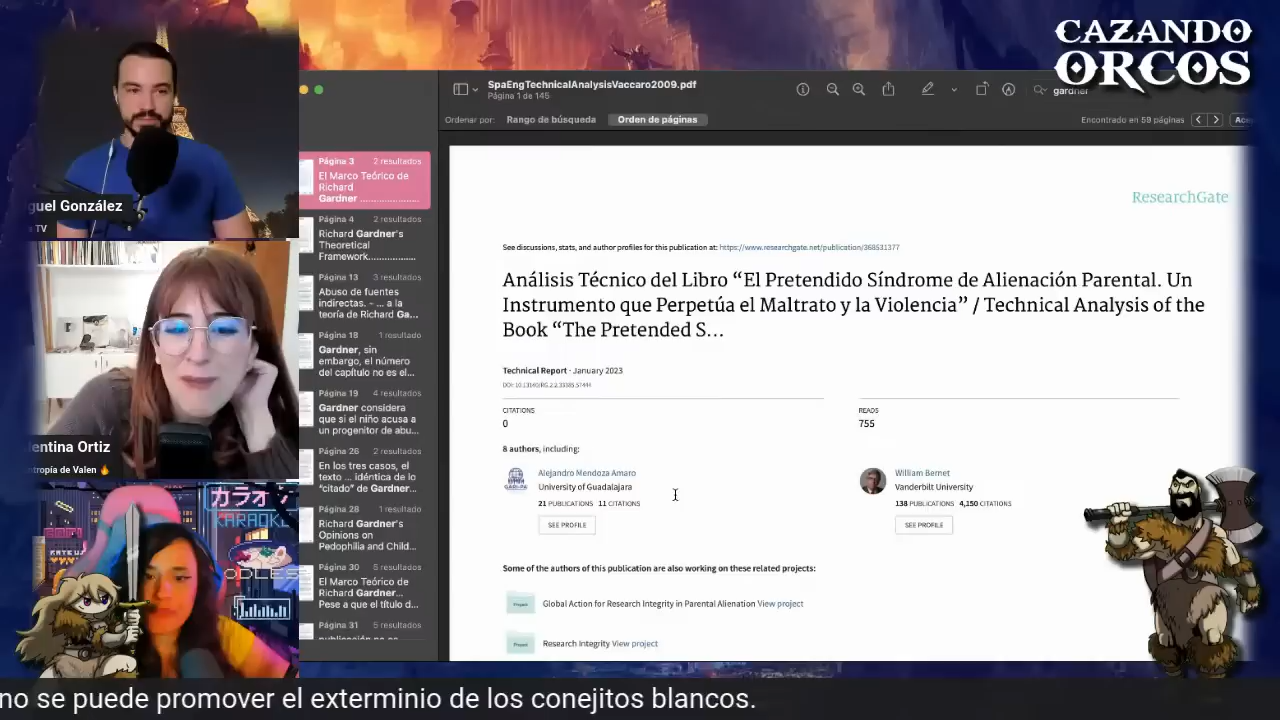 CAZANDO
ORCOS
guel González
TV
entina Ortiz
ntropia de Valen 🔥
カラオ
KARAOKE
SpaEngTechnicalAnalysisVaccaro2009.pdf
Página 1 de 145
gardner
Ordenar por:
Rango de búsqueda
Orden de páginas
Encontrado en 59 páginas
Página 3
2 resultados
El Marco Teórico de
Richard
Gardner ..................
Página 4
2 resultados
Richard Gardner's
Theoretical
Framework................
Página 13
3 resultados
Abuso de fuentes
indirectas. ~ ... a la
teoría de Richard Ga...
Página 18
1 resultado
Gardner, sin
embargo, el número
del capítulo no es el...
Página 19
4 resultados
Gardner considera
que si el niño acusa a
un progenitor de abu...
Página 26
2 resultados
En los tres casos, el
texto ... idéntica de lo
"citado" de Gardner...
Página 28
1 resultado
Richard Gardner's
Opinions on
Pedophilia and Child...
Página 30
El Marco Teórico de
Richard Gardner...
Pese a que el título d...
Página 31
5 resultados
ResearchGate
See discussions, stats, and author profiles for this publication at: https://www.researchgate.net/publication/368531377
Análisis Técnico del Libro “El Pretendido Síndrome de Alienación Parental. Un
Instrumento que Perpetúa el Maltrato y la Violencia” / Technical Analysis of the
Book “The Pretended S...
Technical Report · January 2023
CITATIONS
0
READS
755
8 authors, including:
Alejandro Mendoza Amaro
University of Guadalajara
21 PUBLICATIONS 11 CITATIONS
SEE PROFILE
William Bernet
Vanderbilt University
138 PUBLICATIONS 4,150 CITATIONS
SEE PROFILE
Some of the authors of this publication are also working on these related projects:
Project
Global Action for Research Integrity in Parental Alienation View project
Project
Research Integrity View project
no se puede promover el exterminio de los conejitos blancos.